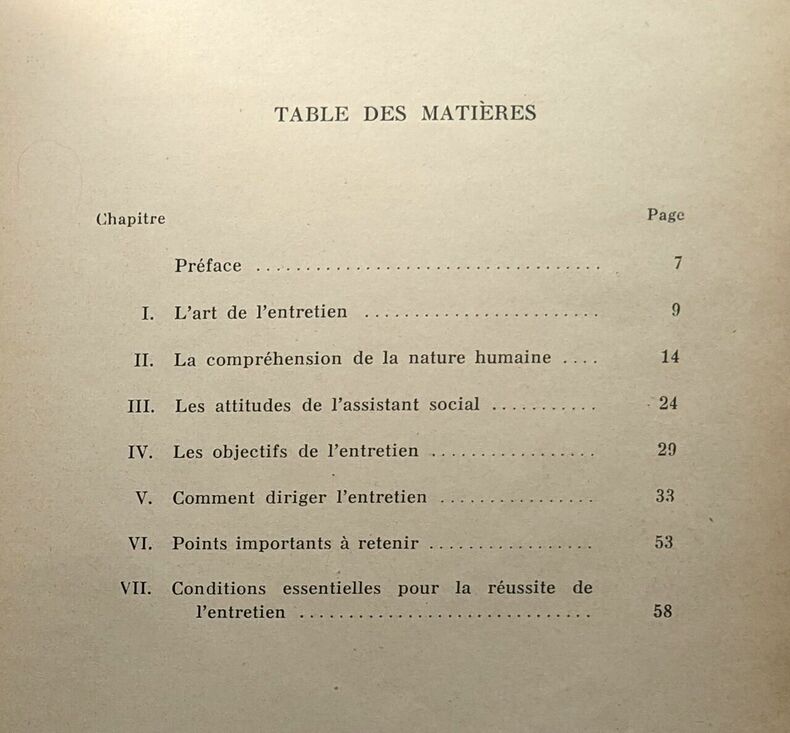 TABLE DES MATIÈRES
Chapitre Page
Préface .................................. 7
I. L'art de l'entretien ........................ 9
II. La compréhension de la nature humaine .... 14
III. Les attitudes de l'assistant social ........... 24
IV. Les objectifs de l'entretien ................. 29
V. Comment diriger l'entretien ................ 33
VI. Points importants à retenir ................. 53
VII. Conditions essentielles pour la réussite de
l'entretien .............................. 58